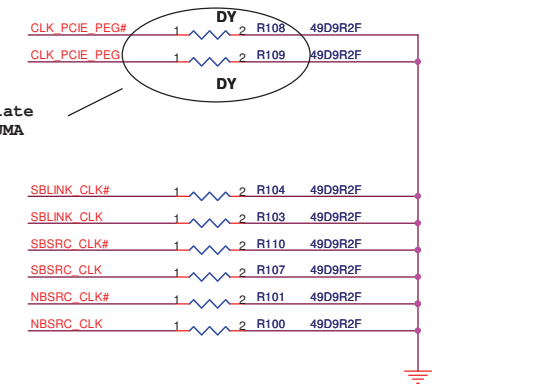 DY
CLK_PCIE_PEG# 1 2 R108 49D9R2F
CLK_PCIE_PEG 1 2 R109 49D9R2F
DY
SBLINK_CLK# 1 2 R104 49D9R2F
SBLINK_CLK 1 2 R103 49D9R2F
SBSRC_CLK# 1 2 R110 49D9R2F
SBSRC_CLK 1 2 R107 49D9R2F
NBSRC_CLK# 1 2 R101 49D9R2F
NBSRC_CLK 1 2 R100 49D9R2F